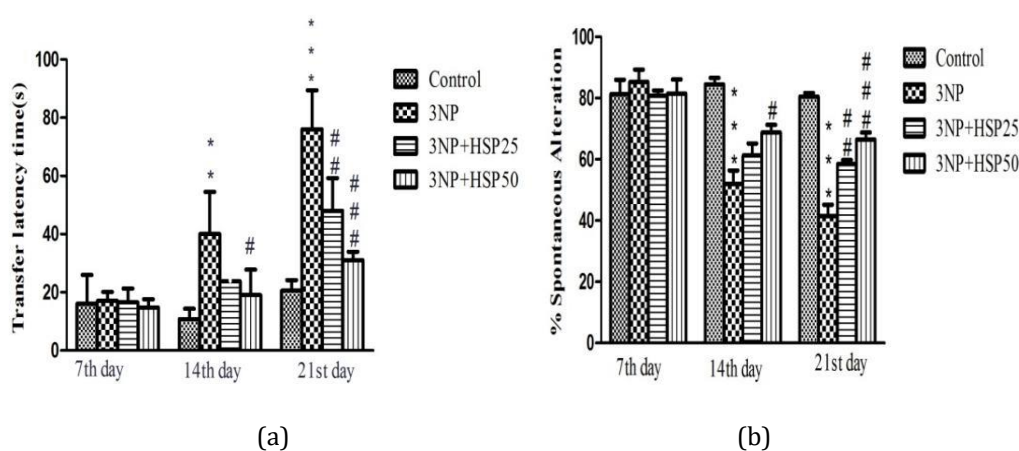 Transfer latency time(s)
100
80
60
40
20
0
7th day
14th day
21st day
*
*
#
*
*
*
#
#
#
#
#
Control
3NP
3NP+HSP25
3NP+HSP50
(a)
% Spontaneous Alteration
100
80
60
40
20
0
7th day
14th day
21st day
*
*
*
#
*
*
*
#
#
#
#
#
Control
3NP
3NP+HSP25
3NP+HSP50
(b)